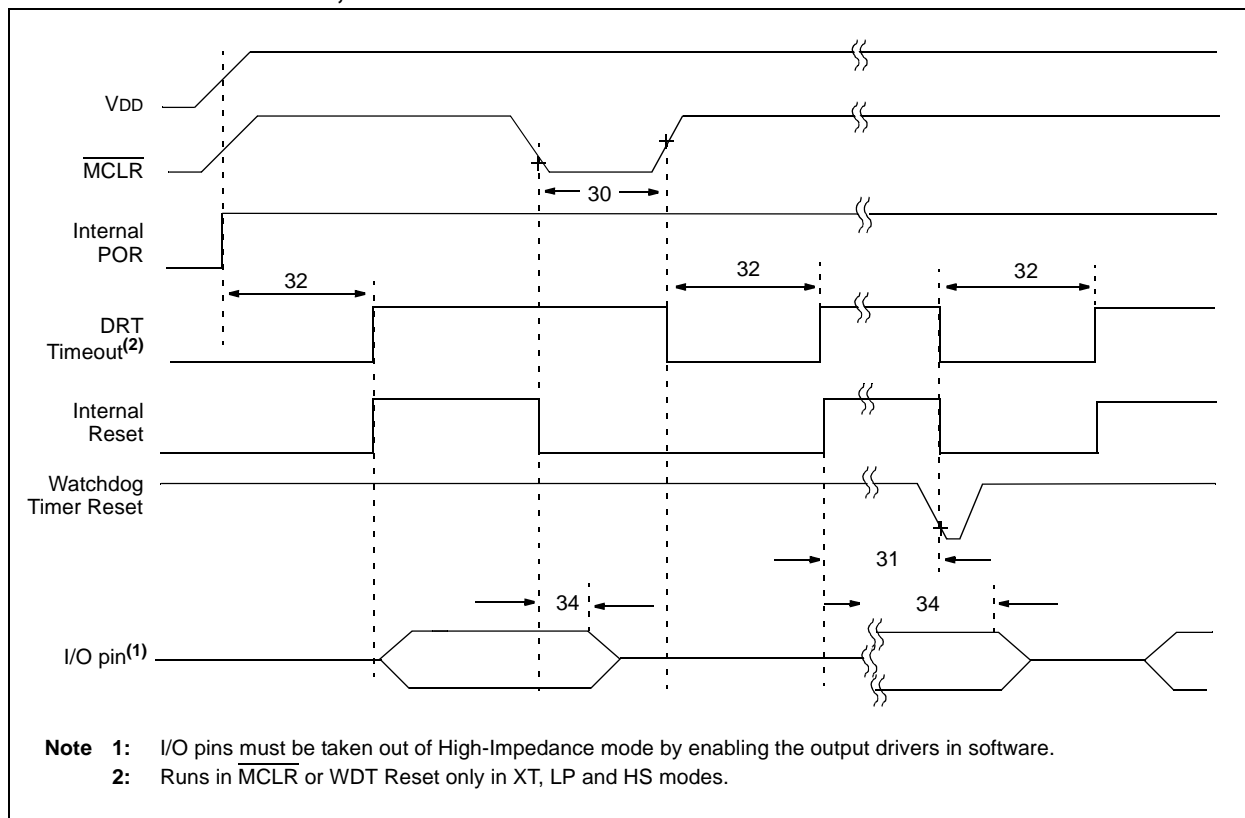 VDD
MCLR
30
Internal
POR
32
32
32
DRT
Timeout(2)
Internal
Reset
Watchdog
Timer Reset
31
34
34
I/O pin(1)
Note 1: I/O pins must be taken out of High-Impedance mode by enabling the output drivers in software.
2: Runs in MCLR or WDT Reset only in XT, LP and HS modes.